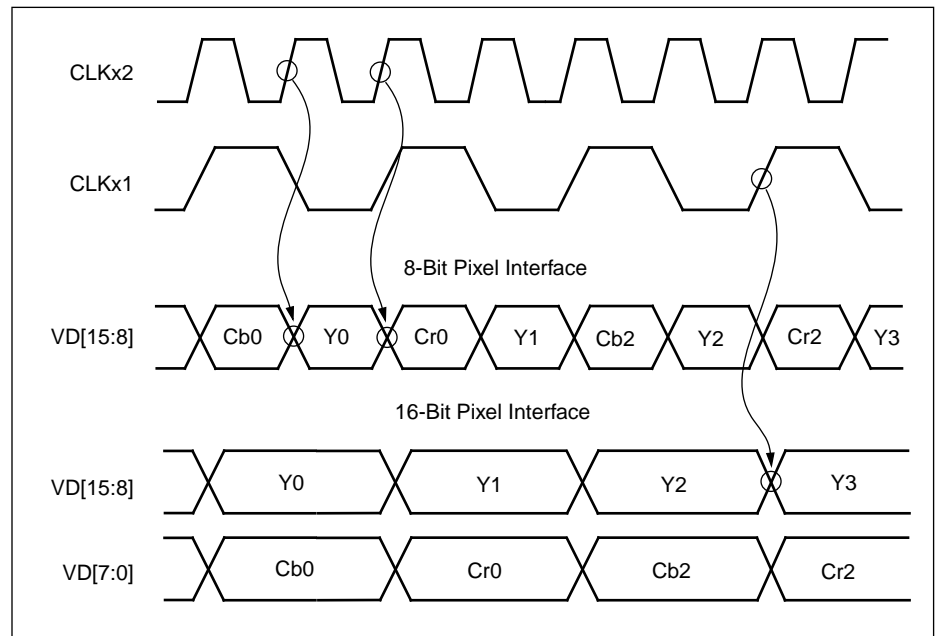 CLKx2
CLKx1
8-Bit Pixel Interface
VD[15:8] Cb0 Y0 Cr0 Y1 Cb2 Y2 Cr2 Y3
16-Bit Pixel Interface
VD[15:8] Y0 Y1 Y2 Y3
VD[7:0] Cb0 Cr0 Cb2 Cr2